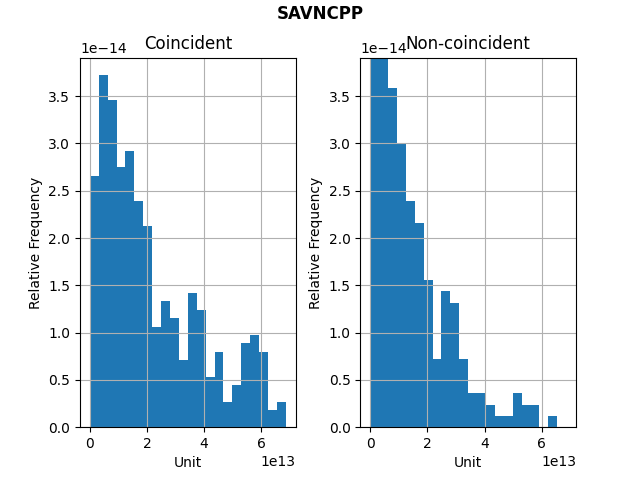 SAVNCPP
Coincident
Non-coincident
1e−14
1e−14
Relative Frequency
3.5
3.0
2.5
2.0
1.5
1.0
0.5
0.0
0 2 4 6
1e13
Unit
Relative Frequency
3.5
3.0
2.5
2.0
1.5
1.0
0.5
0.0
0 2 4 6
1e13
Unit